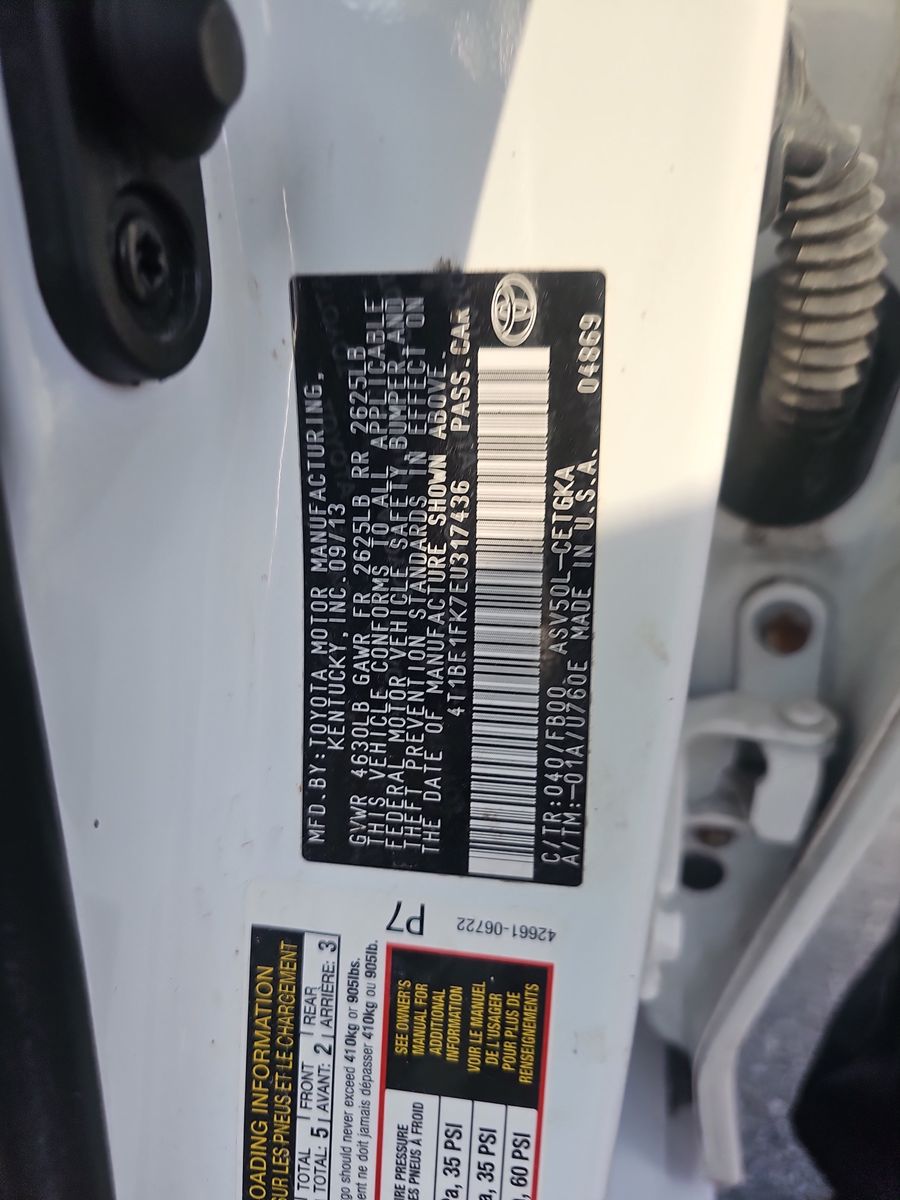 MFD.BY:TOYOTA MOTOR MANUFACTURING,
KENTUCKY, INC. 09/13
GVWR 4630LB GAWR FR 2625LB RR 2625LB
THIS VEHICLE CONFORMS TO ALL APPLICABLE
FEDERAL MOTOR VEHICLE SAFETY, BUMPER, AND
THEFT PREVENTION STANDARDS IN EFFECT ON
THE DATE OF MANUFACTURE SHOWN ABOVE.
4T1BF1FK7EU317436 PASS.CAR
C/TR:040/FB00 ASV50L-CETGKA
A/TM:-01A/U760E MADE IN U.S.A. 04869
OADING INFORMATION
SUR LES PNEUS ET LE CHARGEMENT
TOTAL FRONT REAR
TOTAL: 5 AVANT: 2 ARRIÈRE: 3
go should never exceed 410kg or 905lbs.
ent ne doit jamais dépasser 410kg ou 905lb.
P7
42661-06722
SEE OWNER'S
MANUAL FOR
ADDITIONAL
INFORMATION
VOIR LE MANUEL
DE L'USAGER
POUR PLUS DE
RENSEIGNEMENTS
IRE PRESSURE
ES PNEUS À FROID
a, 35 PSI
a, 35 PSI
, 60 PSI